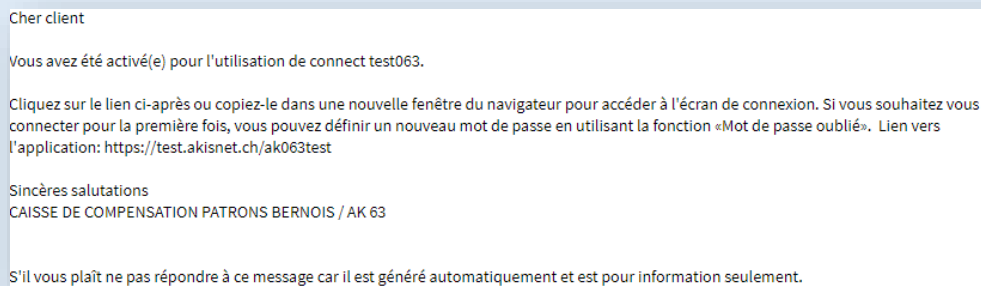 Cher client
Vous avez été activé(e) pour l'utilisation de connect test063.
Cliquez sur le lien ci-après ou copiez-le dans une nouvelle fenêtre du navigateur pour accéder à l'écran de connexion. Si vous souhaitez vous
connecter pour la première fois, vous pouvez définir un nouveau mot de passe en utilisant la fonction «Mot de passe oublié».  Lien vers
l'application: https://test.akisnet.ch/ak063test
Sincères salutations
CAISSE DE COMPENSATION PATRONS BERNOIS / AK 63
S'il vous plaît ne pas répondre à ce message car il est généré automatiquement et est pour information seulement.